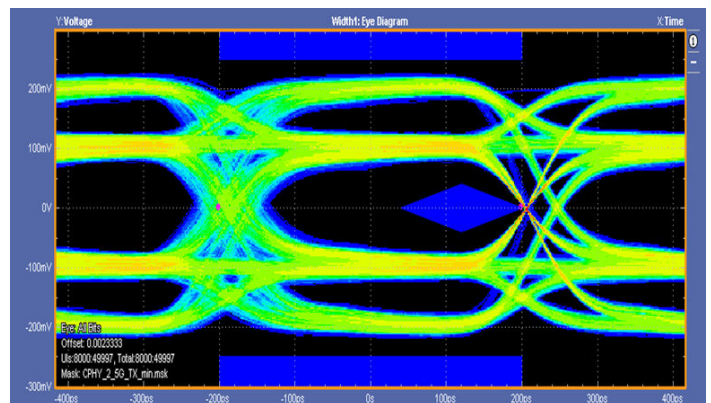 Y:Voltage Width1: Eye Diagram X:Time
200mV
100mV
0V
-100mV
-200mV
-300mV
Eye: All Bits
Offset: 0.0023333
UIs:8000:49997, Total:8000:49997
Mask: CPHY_2_5G_TX_min.msk
-400ps -300ps -200ps -100ps 0s 100ps 200ps 300ps 400ps